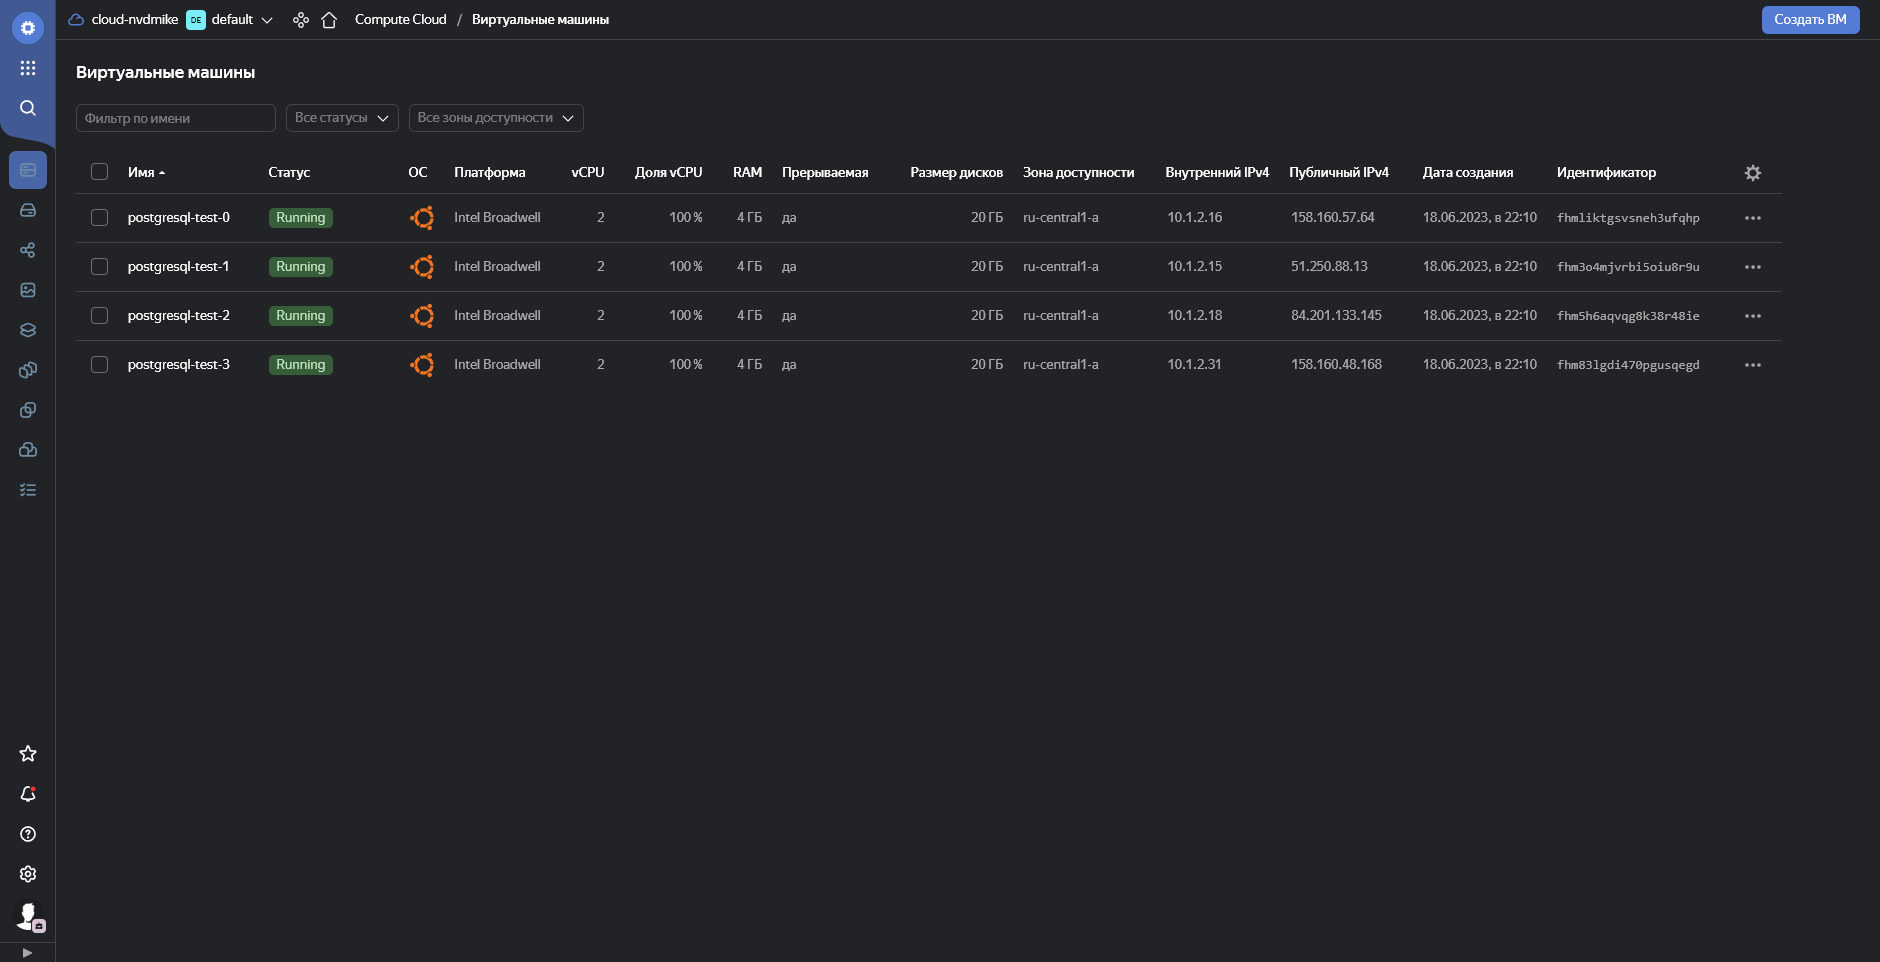 cloud-nvdmike DE default Compute Cloud / Виртуальные машины Создать ВМ
Виртуальные машины
Фильтр по имени Все статусы Все зоны доступности
Имя Статус ОС Платформа vCPU Доля vCPU RAM Прерываемая Размер дисков Зона доступности Внутренний IPv4 Публичный IPv4 Дата создания Идентификатор
postgresql-test-0 Running Intel Broadwell 2 100 % 4 ГБ да 20 ГБ ru-central1-a 10.1.2.16 158.160.57.64 18.06.2023, в 22:10 fhmliktgsvsneh3ufqhp
postgresql-test-1 Running Intel Broadwell 2 100 % 4 ГБ да 20 ГБ ru-central1-a 10.1.2.15 51.250.88.13 18.06.2023, в 22:10 fhm3o4mjvrbi5oiu8r9u
postgresql-test-2 Running Intel Broadwell 2 100 % 4 ГБ да 20 ГБ ru-central1-a 10.1.2.18 84.201.133.145 18.06.2023, в 22:10 fhm5h6aqvqg8k38r48ie
postgresql-test-3 Running Intel Broadwell 2 100 % 4 ГБ да 20 ГБ ru-central1-a 10.1.2.31 158.160.48.168 18.06.2023, в 22:10 fhm83lgdi470pgusqegd